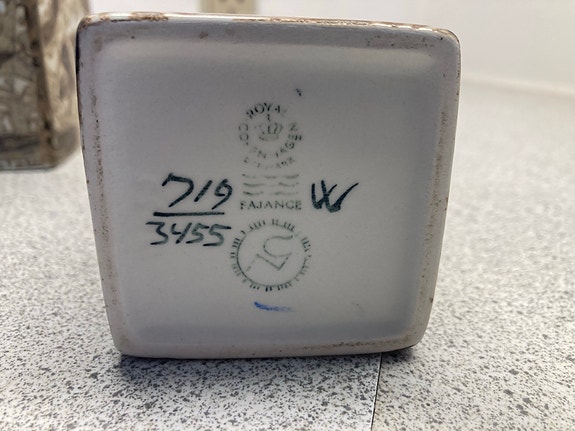 ROYAL
COPENHAGEN
DENMARK
719 FAJANCE W
3455